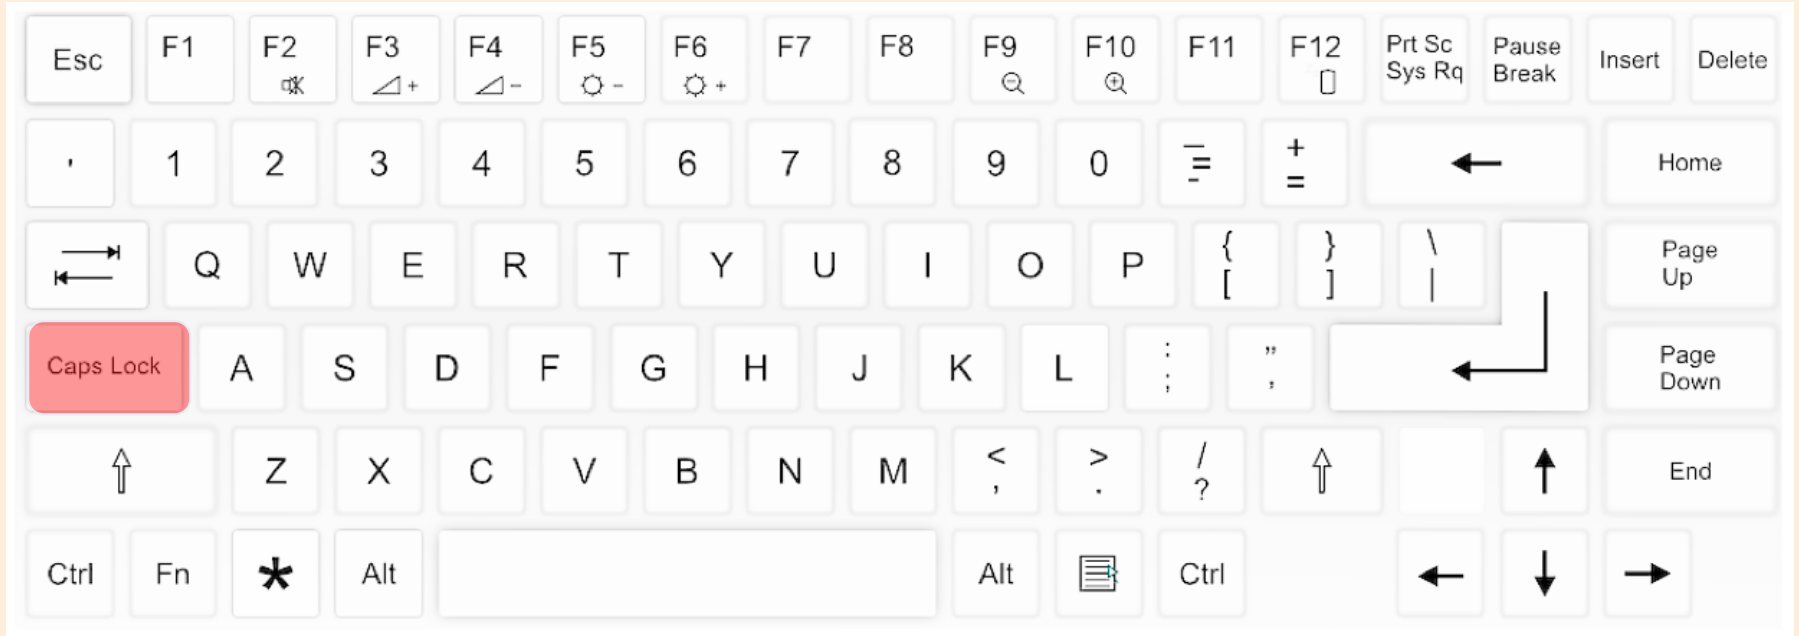 Esc F1 F2 F3 F4 F5 F6 F7 F8 F9 F10 F11 F12 Prt Sc Sys Rq Pause Break Insert Delete
+ - - +
' 1 2 3 4 5 6 7 8 9 0 _ = - + = Home
Q W E R T Y U I O P { [ } ] \ | Page Up
Caps Lock A S D F G H J K L : ; ” , Page Down
Z X C V B N M < , > . / ? End
Ctrl Fn * Alt Alt Ctrl